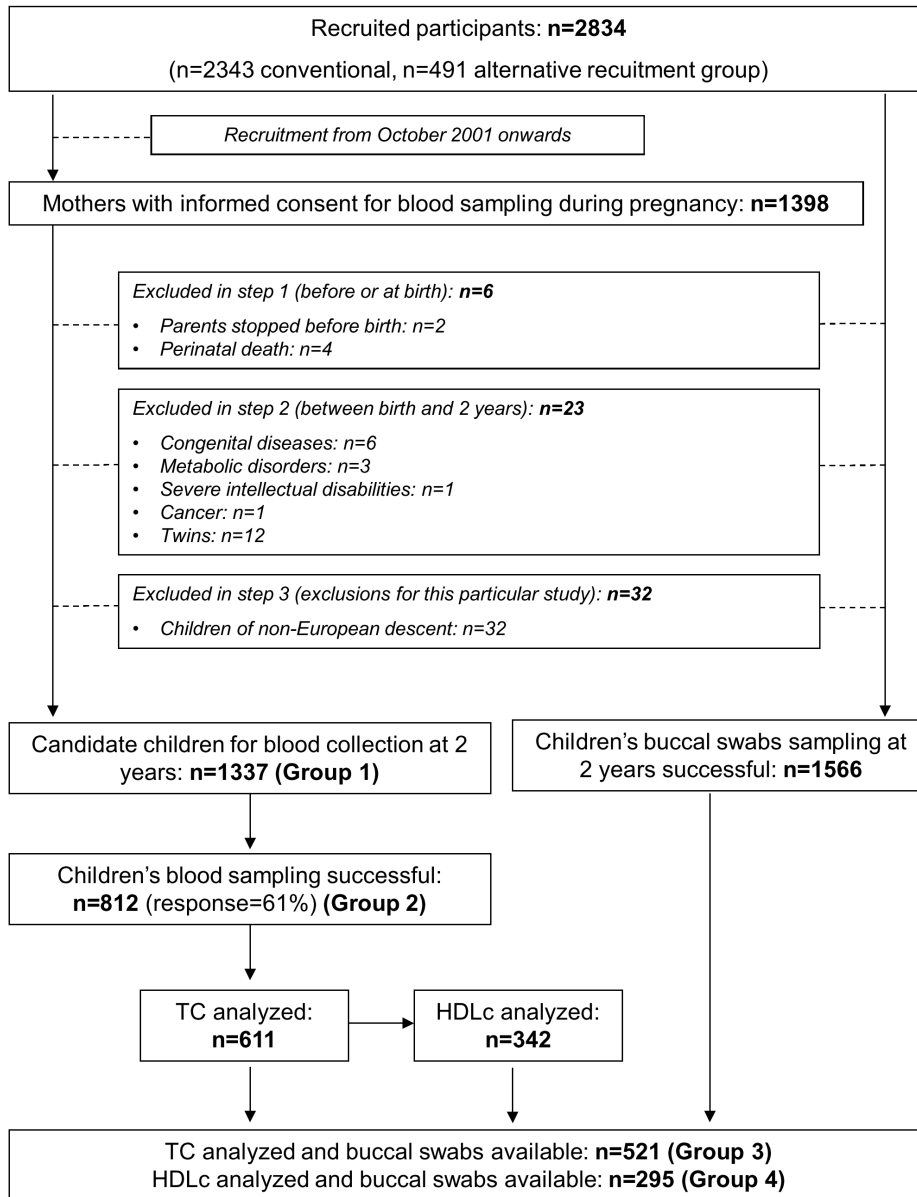 Recruited participants: n=2834
(n=2343 conventional, n=491 alternative recuitment group)
Recruitment from October 2001 onwards
Mothers with informed consent for blood sampling during pregnancy: n=1398
Excluded in step 1 (before or at birth): n=6
• Parents stopped before birth: n=2
• Perinatal death: n=4
Excluded in step 2 (between birth and 2 years): n=23
• Congenital diseases: n=6
• Metabolic disorders: n=3
• Severe intellectual disabilities: n=1
• Cancer: n=1
• Twins: n=12
Excluded in step 3 (exclusions for this particular study): n=32
• Children of non-European descent: n=32
Candidate children for blood collection at 2
years: n=1337 (Group 1)
Children's buccal swabs sampling at
2 years successful: n=1566
Children's blood sampling successful:
n=812 (response=61%) (Group 2)
TC analyzed:
n=611
HDLc analyzed:
n=342
TC analyzed and buccal swabs available: n=521 (Group 3)
HDLc analyzed and buccal swabs available: n=295 (Group 4)